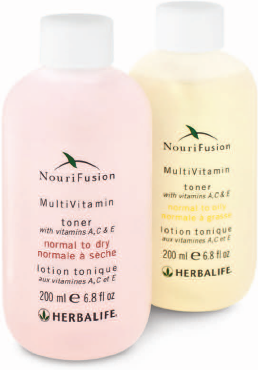 NouriFusion
MultiVitamin
toner
with vitamins A,C & E
normal to dry
normale à sèche
lotion tonique
aux vitamines A,C et E
200 ml e 6.8 fl oz
HERBALIFE.
NouriFusion
MultiVitamin
toner
with vitamins A,C & E
normal to oily
normale à grasse
lotion tonique
aux vitamines A,C et E
200 ml e 6.8 fl oz
HERBALIFE